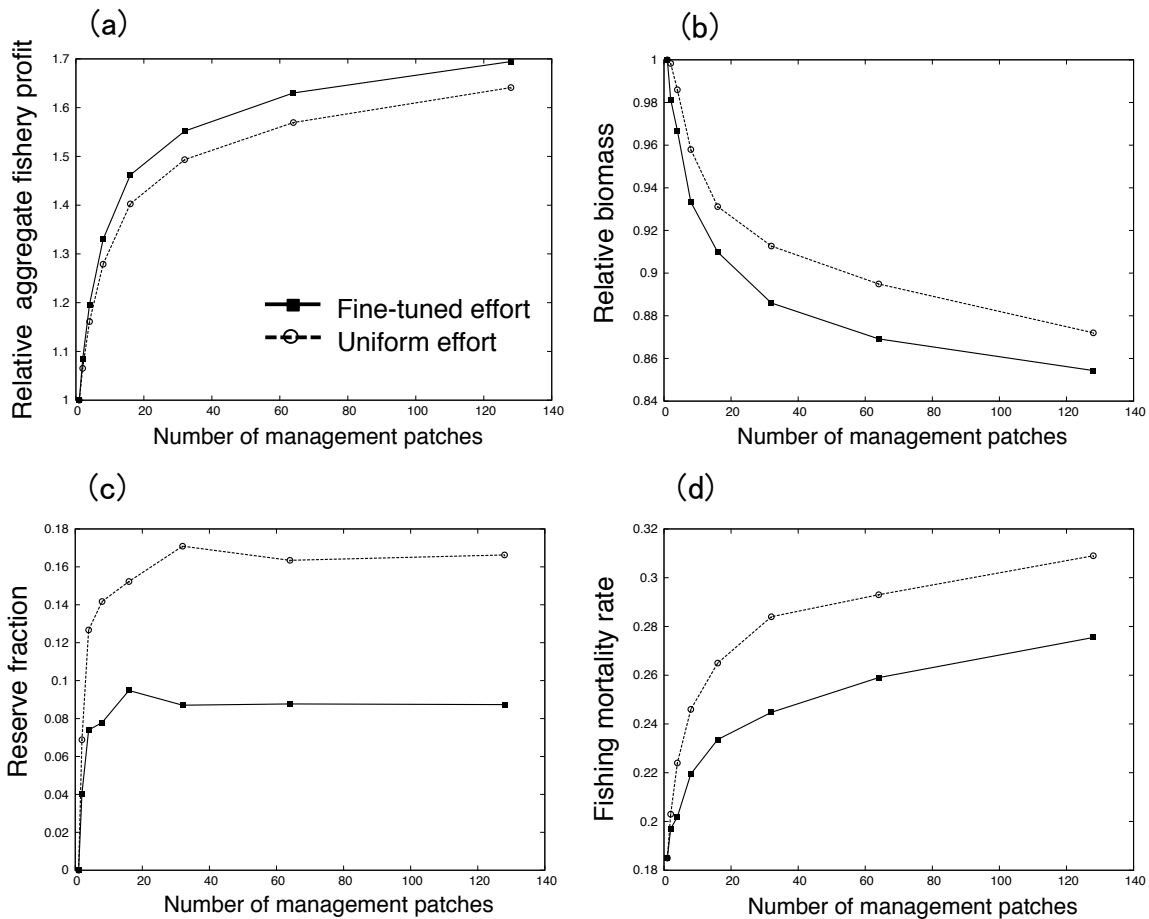 (a)
Relative aggregate fishery profit
1.7
1.6
1.5
1.4
1.3
1.2
1.1
1
0 20 40 60 80 100 120 140
Number of management patches
Fine-tuned effort
Uniform effort
(b)
Relative biomass
1
0.98
0.96
0.94
0.92
0.9
0.88
0.86
0.84
0 20 40 60 80 100 120 140
Number of management patches
(c)
Reserve fraction
0.18
0.16
0.14
0.12
0.1
0.08
0.06
0.04
0.02
0
0 20 40 60 80 100 120 140
Number of management patches
(d)
Fishing mortality rate
0.32
0.3
0.28
0.26
0.24
0.22
0.2
0.18
0 20 40 60 80 100 120 140
Number of management patches